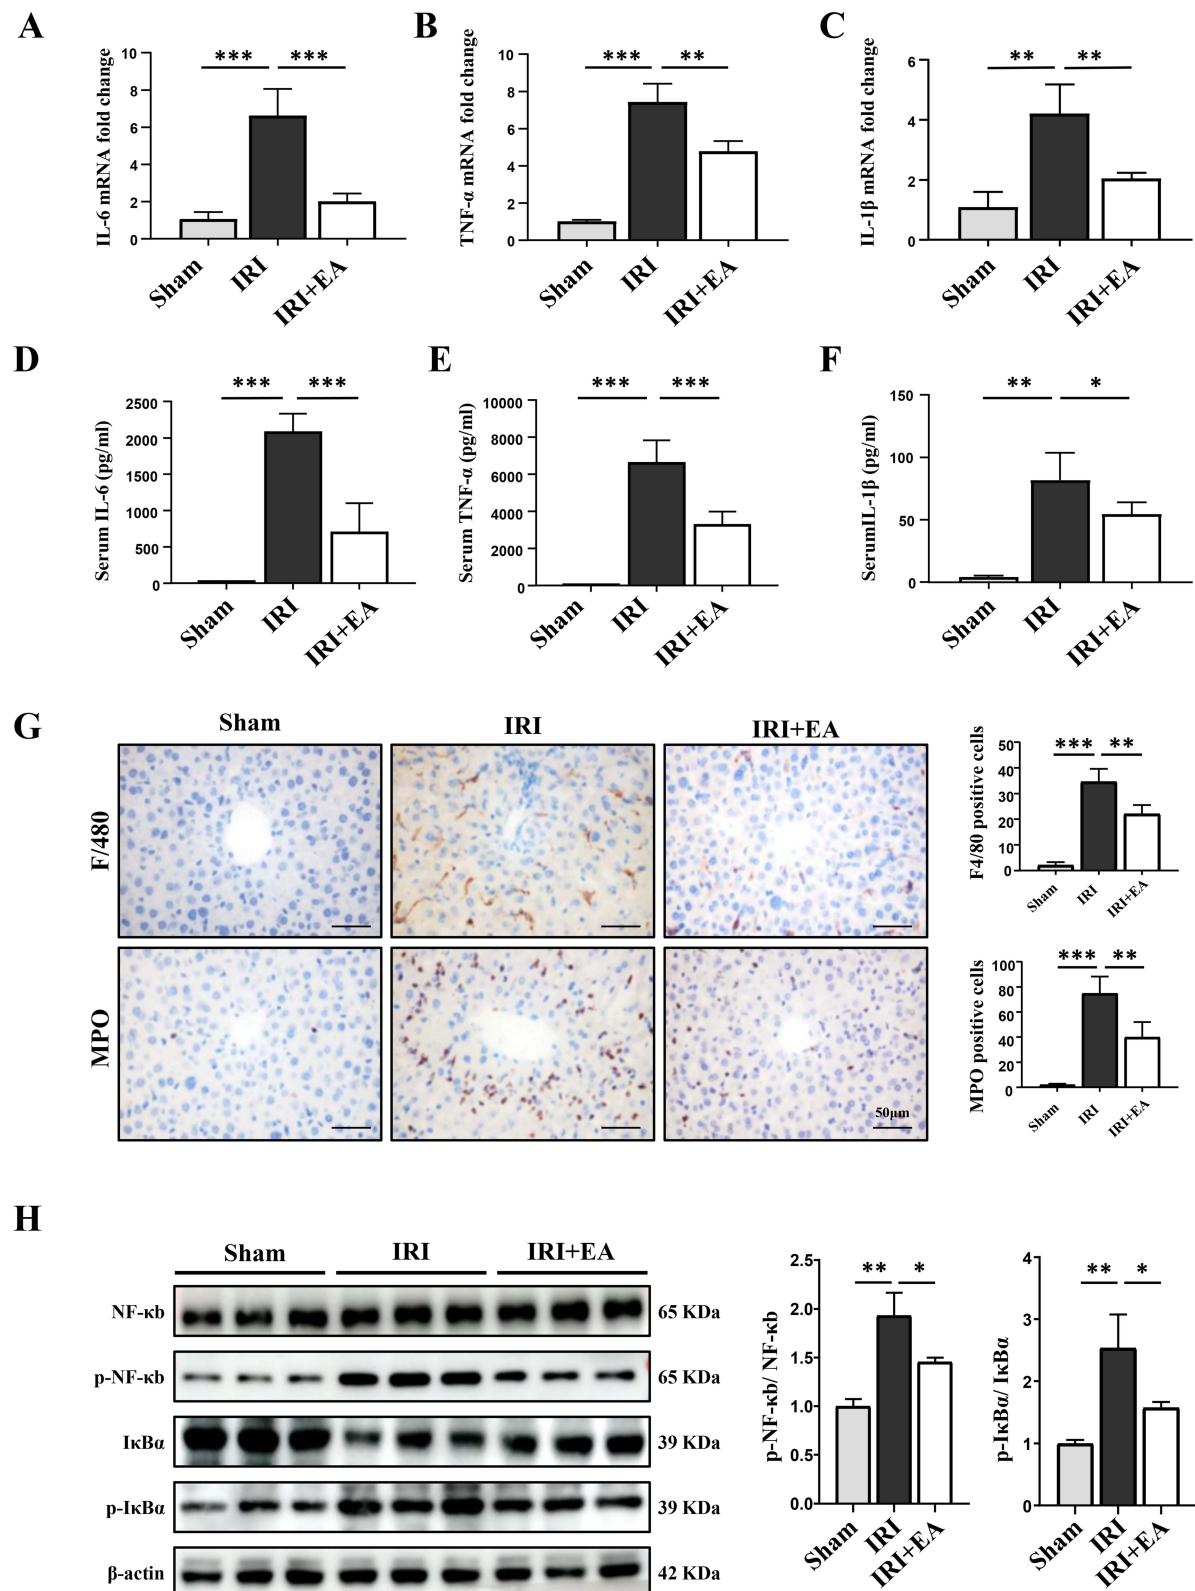 A
B
C
IL-6 mRNA fold change
10
8
6
4
2
0
*** ***
Sham
IRI
IRI+EA
TNF-α mRNA fold change
10
8
6
4
2
0
*** **
Sham
IRI
IRI+EA
IL-1β mRNA fold change
6
4
2
0
** **
Sham
IRI
IRI+EA
D
E
F
Serum IL-6 (pg/ml)
2500
2000
1500
1000
500
0
*** ***
Sham
IRI
IRI+EA
Serum TNF-α (pg/ml)
10000
8000
6000
4000
2000
0
*** ***
Sham
IRI
IRI+EA
SerumIL-1β (pg/ml)
150
100
50
0
** *
Sham
IRI
IRI+EA
G
Sham IRI IRI+EA
F/480
MPO
50μm
F4/80 positive cells
50
40
30
20
10
0
*** **
Sham
IRI
IRI+EA
MPO positive cells
100
80
60
40
20
0
*** **
Sham
IRI
IRI+EA
H
Sham IRI IRI+EA
NF-κb 65 KDa
p-NF-κb 65 KDa
IκBα 39 KDa
p-IκBα 39 KDa
β-actin 42 KDa
p-NF-κb/ NF-κb
2.5
2.0
1.5
1.0
0.5
0.0
** *
Sham
IRI
IRI+EA
p-IκBα/ IκBα
4
3
2
1
0
** *
Sham
IRI
IRI+EA